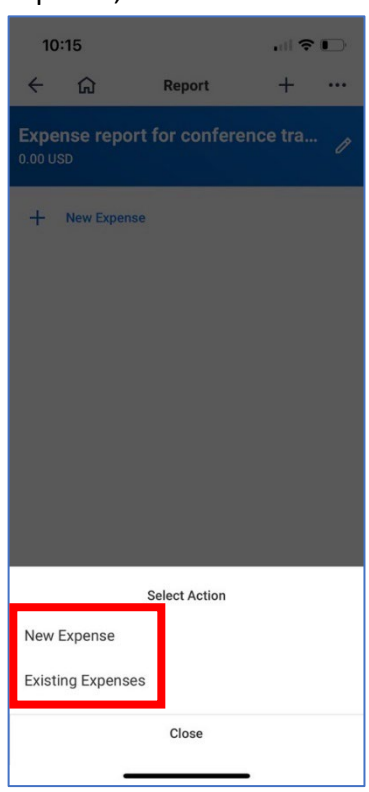 10:15
Report
Expense report for conference tra...
0.00 USD
New Expense
Select Action
New Expense
Existing Expenses
Close